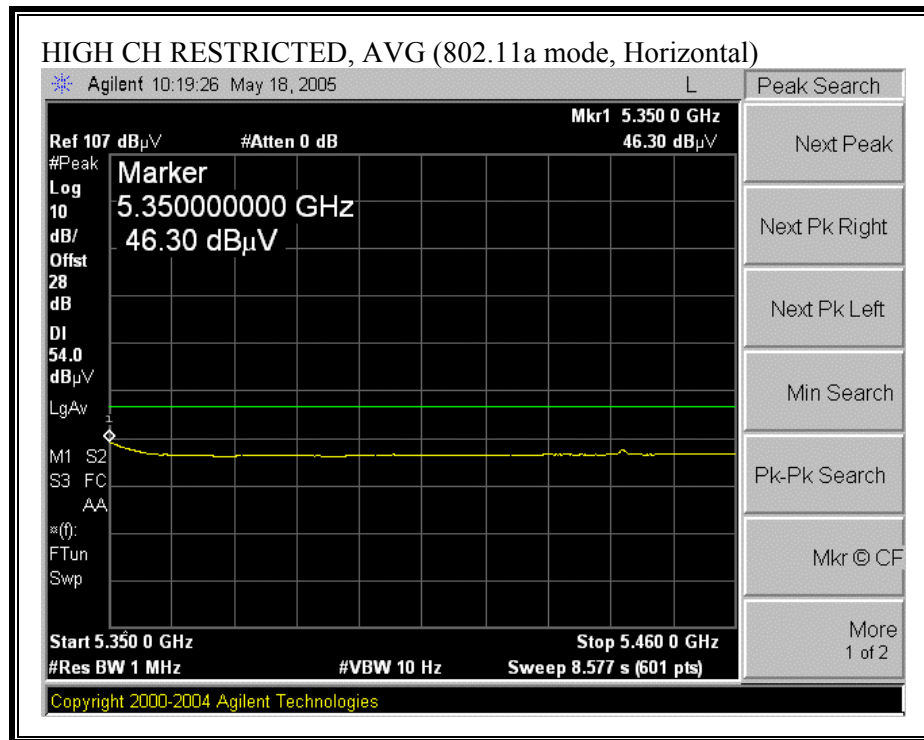 HIGH CH RESTRICTED, AVG (802.11a mode, Horizontal)
Agilent 10:19:26 May 18, 2005 L
Peak Search
Mkr1 5.350 0 GHz
Ref 107 dBµV #Atten 0 dB 46.30 dBµV
#Peak
Log
10
dB/
Offst
28
dB
DI
54.0
dBµV
LgAv
M1 S2
S3 FC
AA
¤(f):
FTun
Swp
Marker
5.350000000 GHz
46.30 dBµV
1
Start 5.350 0 GHz Stop 5.460 0 GHz
#Res BW 1 MHz #VBW 10 Hz Sweep 8.577 s (601 pts)
Copyright 2000-2004 Agilent Technologies
Next Peak
Next Pk Right
Next Pk Left
Min Search
Pk-Pk Search
Mkr © CF
More
1 of 2